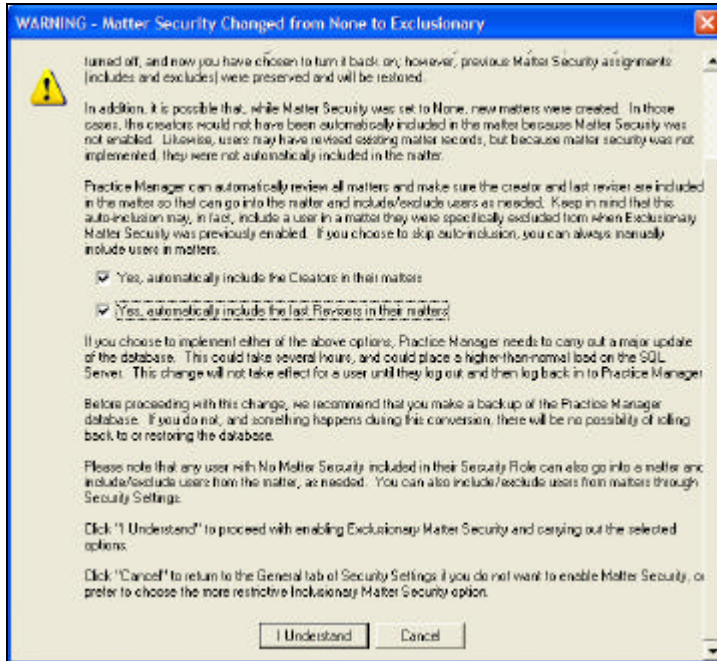 WARNING - Matter Security Changed from None to Exclusionary
turned off, and now you have chosen to turn it back on; however, previous Matter Security assignments
(includes and excludes) were preserved and will be restored.
In addition, it is possible that, while Matter Security was set to None, new matters were created. In those
cases, the creators would not have been automatically included in the matter because Matter Security was
not enabled. Likewise, users may have revised existing matter records, but because matter security was not
implemented, they were not automatically included in the matter.
Practice Manager can automatically review all matters and make sure the creator and last reviser are included
in the matter so that can go into the matter and include/exclude users as needed. Keep in mind that this
auto-inclusion may, in fact, include a user in a matter they were specifically excluded from when Exclusionary
Matter Security was previously enabled. If you choose to skip auto-inclusion, you can always manually
include users in matters.
Yes, automatically include the Creators in their matters
Yes, automatically include the last Revisers in their matters
If you choose to implement either of the above options, Practice Manager needs to carry out a major update
of the database. This could take several hours, and could place a higher-than-normal load on the SQL
Server. This change will not take effect for a user until they log out and then log back in to Practice Manager
Before proceeding with this change, we recommend that you make a backup of the Practice Manager
database. If you do not, and something happens during this conversion, there will be no possibility of rolling
back to or restoring the database.
Please note that any user with No Matter Security included in their Security Role can also go into a matter and
include/exclude users from the matter, as needed. You can also include/exclude users from matters through
Security Settings.
Click "I Understand" to proceed with enabling Exclusionary Matter Security and carrying out the selected
options.
Click "Cancel" to return to the General tab of Security Settings if you do not want to enable Matter Security, or
prefer to choose the more restrictive Inclusionary Matter Security option.
I Understand Cancel